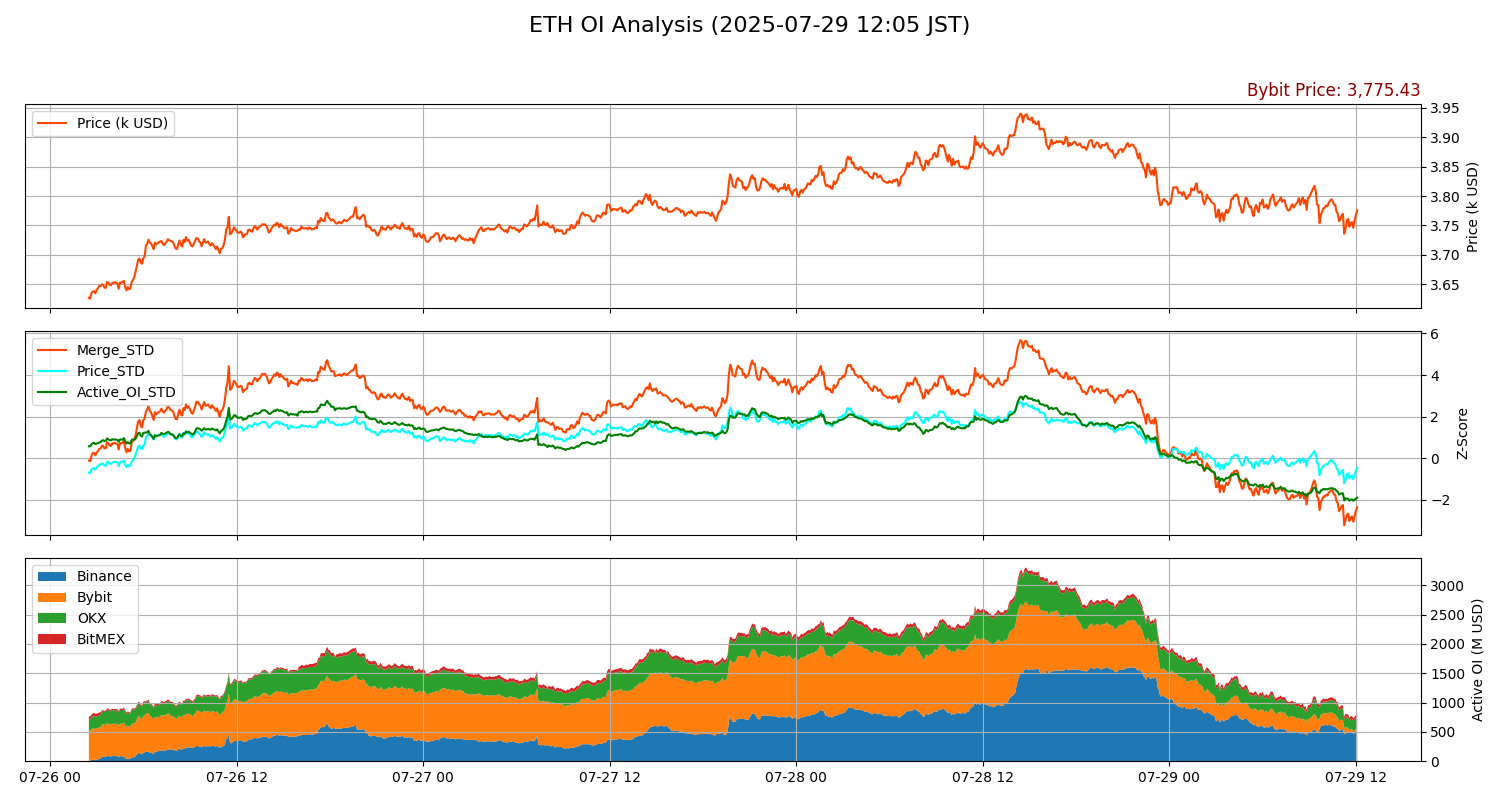 ETH OI Analysis (2025-07-29 12:05 JST)
Bybit Price: 3,775.43
Price (k USD)
3.95
3.90
3.85
3.80
3.75
3.70
3.65
Price (k USD)
Merge_STD
Price_STD
Active_OI_STD
6
4
2
0
−2
Z-Score
Binance
Bybit
OKX
BitMEX
3000
2500
2000
1500
1000
500
0
Active OI (M USD)
07-26 00
07-26 12
07-27 00
07-27 12
07-28 00
07-28 12
07-29 00
07-29 12